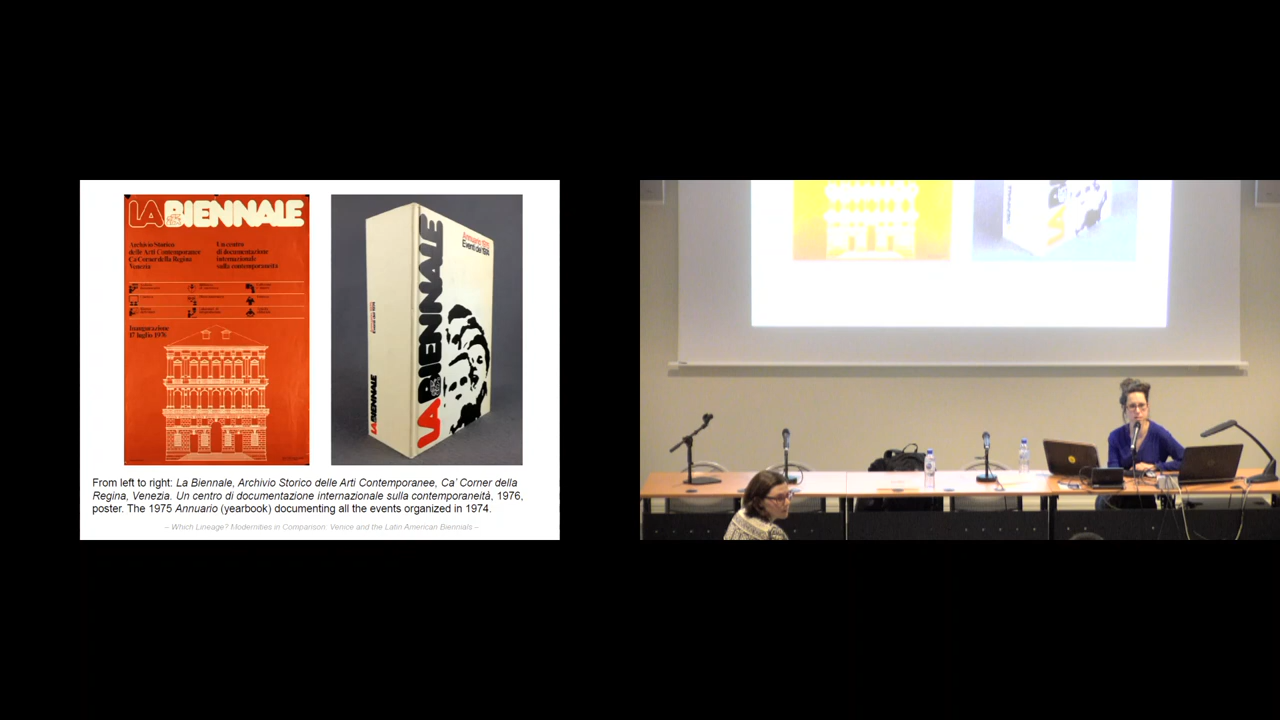 LA BIENNALE
Archivio Storico
delle Arti Contemporanee
Ca' Corner della Regina
Venezia
Un centro
di documentazione
internazionale
sulla contemporaneità
Inaugurazione
17 luglio 1976
LA BIENNALE
Annuario 1975
Eventi del 1974
LA BIENNALE
From left to right: La Biennale, Archivio Storico delle Arti Contemporanee, Ca' Corner della
Regina, Venezia. Un centro di documentazione internazionale sulla contemporaneità, 1976,
poster. The 1975 Annuario (yearbook) documenting all the events organized in 1974.
– Which Lineage? Modernities in Comparison: Venice and the Latin American Biennials –